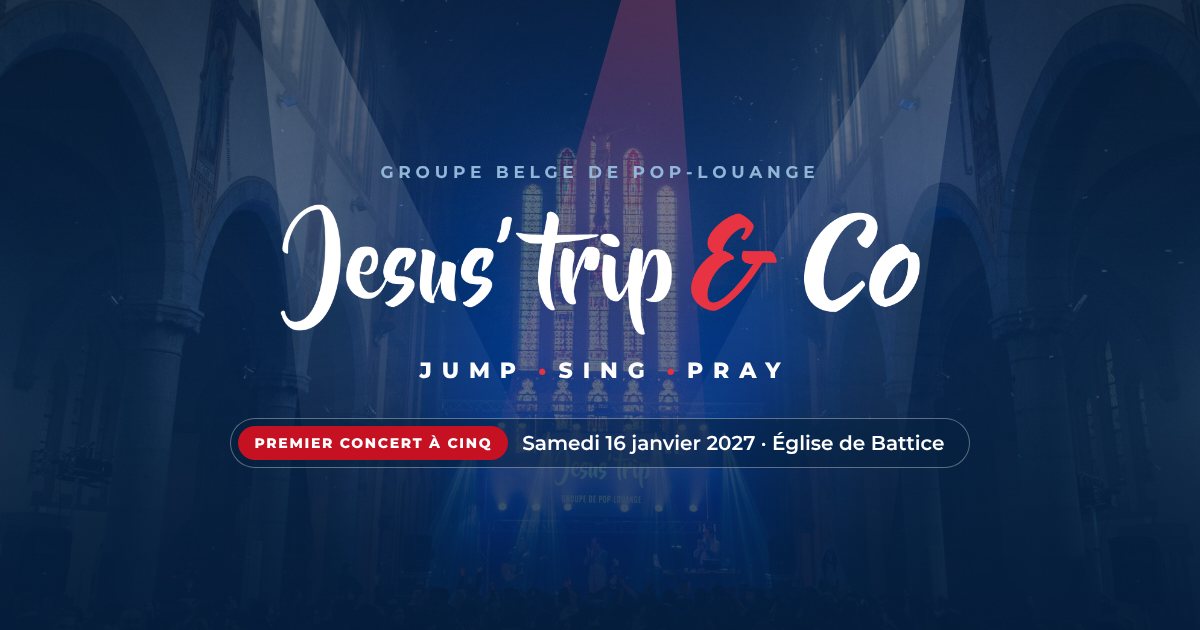 GROUPE BELGE DE POP-LOUANGE
Jesus' trip & Co
JUMP • SING • PRAY
PREMIER CONCERT À CINQ Samedi 16 janvier 2027 · Église de Battice
Jesus' trip
GROUPE DE POP-LOUANGE